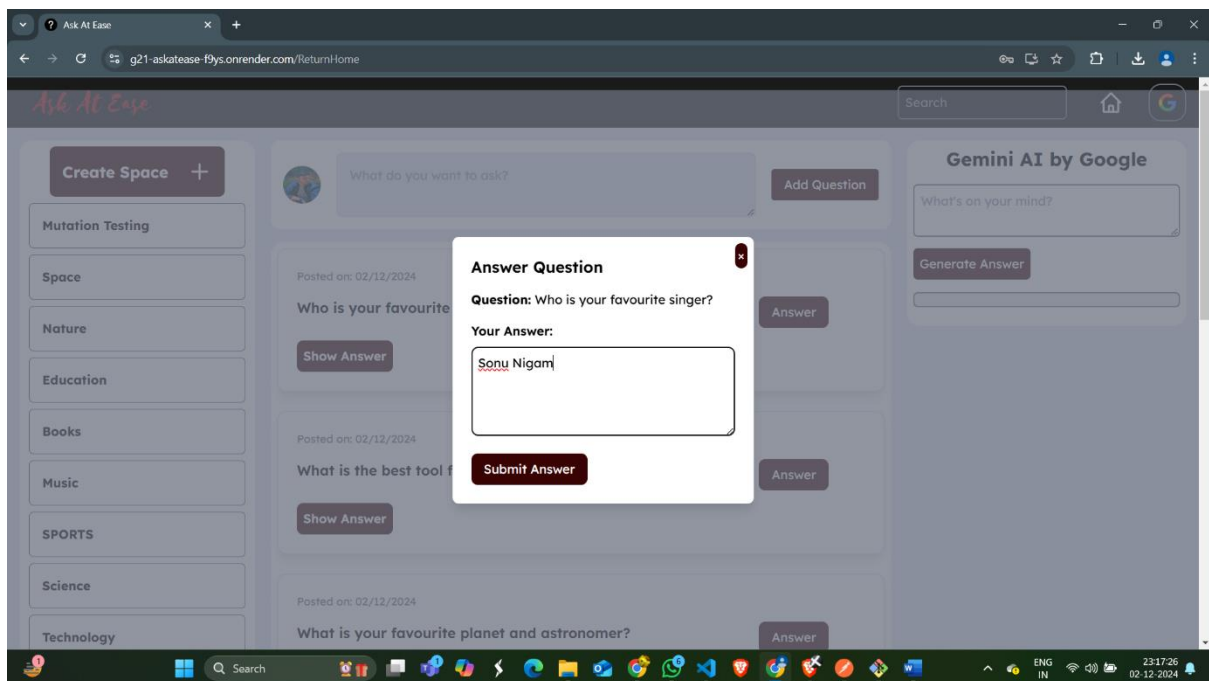 Ask At Ease
g21-askatease-f9ys.onrender.com/ReturnHome
Ask At Ease
Search
Create Space +
Mutation Testing
Space
Nature
Education
Books
Music
SPORTS
Science
Technology
What do you want to ask?
Add Question
Posted on: 02/12/2024
Who is your favourite
Answer
Show Answer
Posted on: 02/12/2024
What is the best tool f
Answer
Show Answer
Posted on: 02/12/2024
What is your favourite planet and astronomer?
Answer
Answer Question
×
Question: Who is your favourite singer?
Your Answer:
Sonu Nigam
Submit Answer
Gemini AI by Google
What's on your mind?
Generate Answer
Search
ENG
IN
23:17:26
02-12-2024